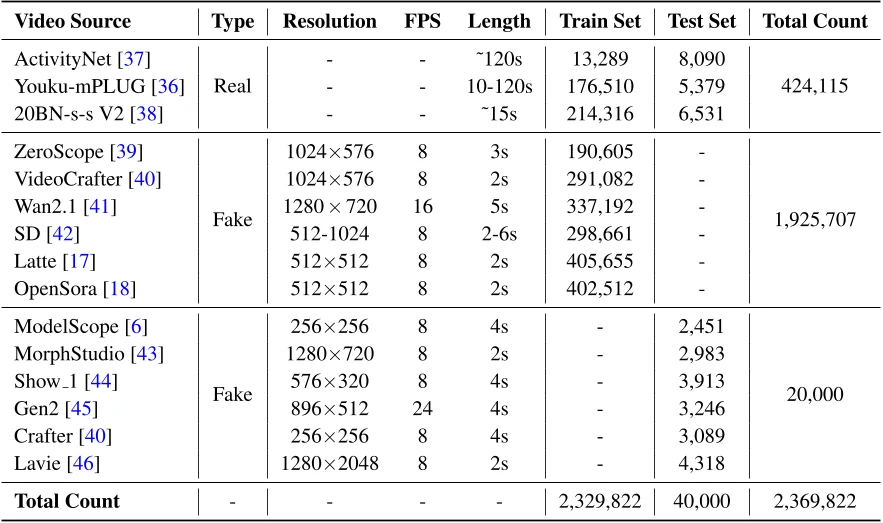 Video Source Type Resolution FPS Length Train Set Test Set Total Count
ActivityNet [37] - - ˜120s 13,289 8,090
Youku-mPLUG [36] Real - - 10-120s 176,510 5,379 424,115
20BN-s-s V2 [38] - - ˜15s 214,316 6,531
ZeroScope [39] 1024×576 8 3s 190,605 -
VideoCrafter [40] 1024×576 8 2s 291,082 -
Wan2.1 [41] 1280 × 720 16 5s 337,192 -
Fake 1,925,707
SD [42] 512-1024 8 2-6s 298,661 -
Latte [17] 512×512 8 2s 405,655 -
OpenSora [18] 512×512 8 2s 402,512 -
ModelScope [6] 256×256 8 4s - 2,451
MorphStudio [43] 1280×720 8 2s - 2,983
Show_1 [44] 576×320 8 4s - 3,913
Fake 20,000
Gen2 [45] 896×512 24 4s - 3,246
Crafter [40] 256×256 8 4s - 3,089
Lavie [46] 1280×2048 8 2s - 4,318
Total Count - - - - 2,329,822 40,000 2,369,822